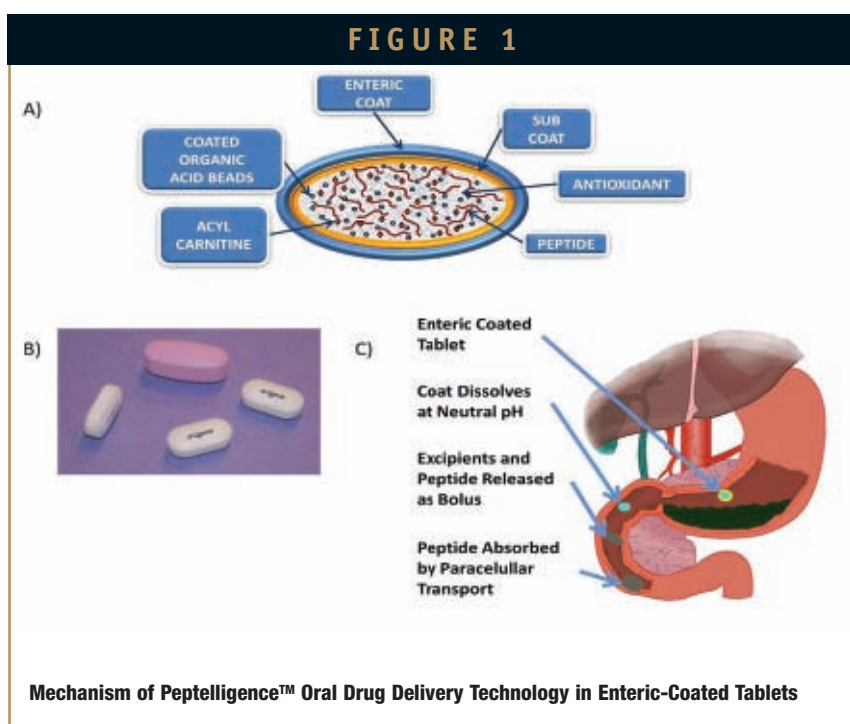 FIGURE 1
A)
ENTERIC
COAT
SUB
COAT
COATED
ORGANIC
ACID BEADS
ANTIOXIDANT
ACYL
CARNITINE
PEPTIDE
B)
C)
Enteric Coated
Tablet
Coat Dissolves
at Neutral pH
Excipients and
Peptide Released
as Bolus
Peptide Absorbed
by Paracelullar
Transport
Mechanism of Peptelligence™ Oral Drug Delivery Technology in Enteric-Coated Tablets